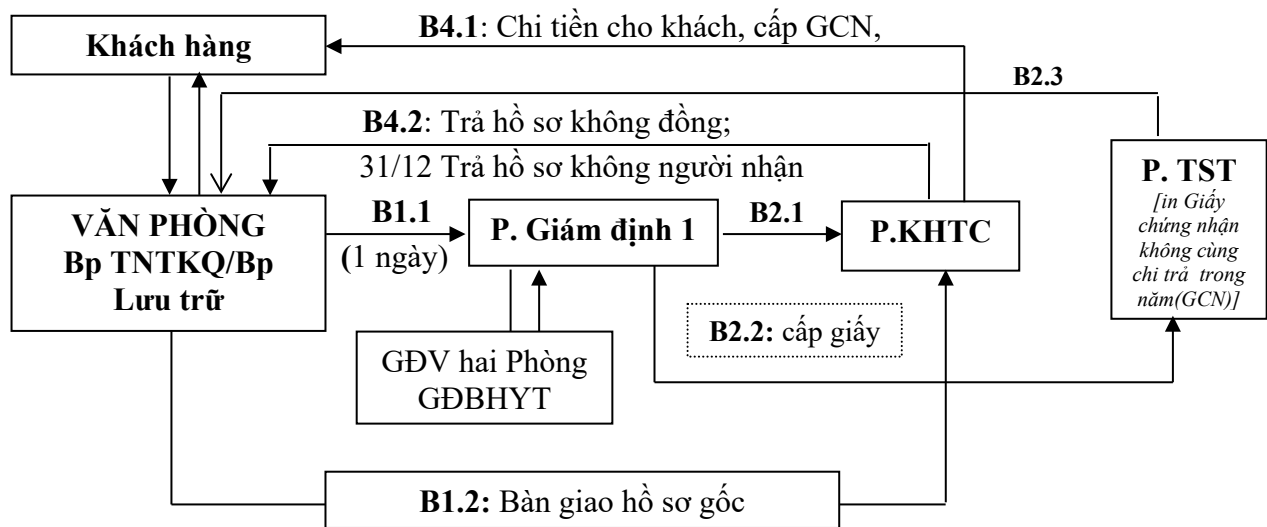 Khách hàng
B4.1: Chi tiền cho khách, cấp GCN,
B2.3
B4.2: Trả hồ sơ không đồng;
31/12 Trả hồ sơ không người nhận
P. TST
[in Giấy
chứng nhận
không cùng
chi trả trong
năm(GCN)]
VĂN PHÒNG
Bp TNTKQ/Bp
Lưu trữ
B1.1
(1 ngày)
P. Giám định 1
B2.1
P.KHTC
B2.2: cấp giấy
GĐV hai Phòng
GĐBHYT
B1.2: Bàn giao hồ sơ gốc